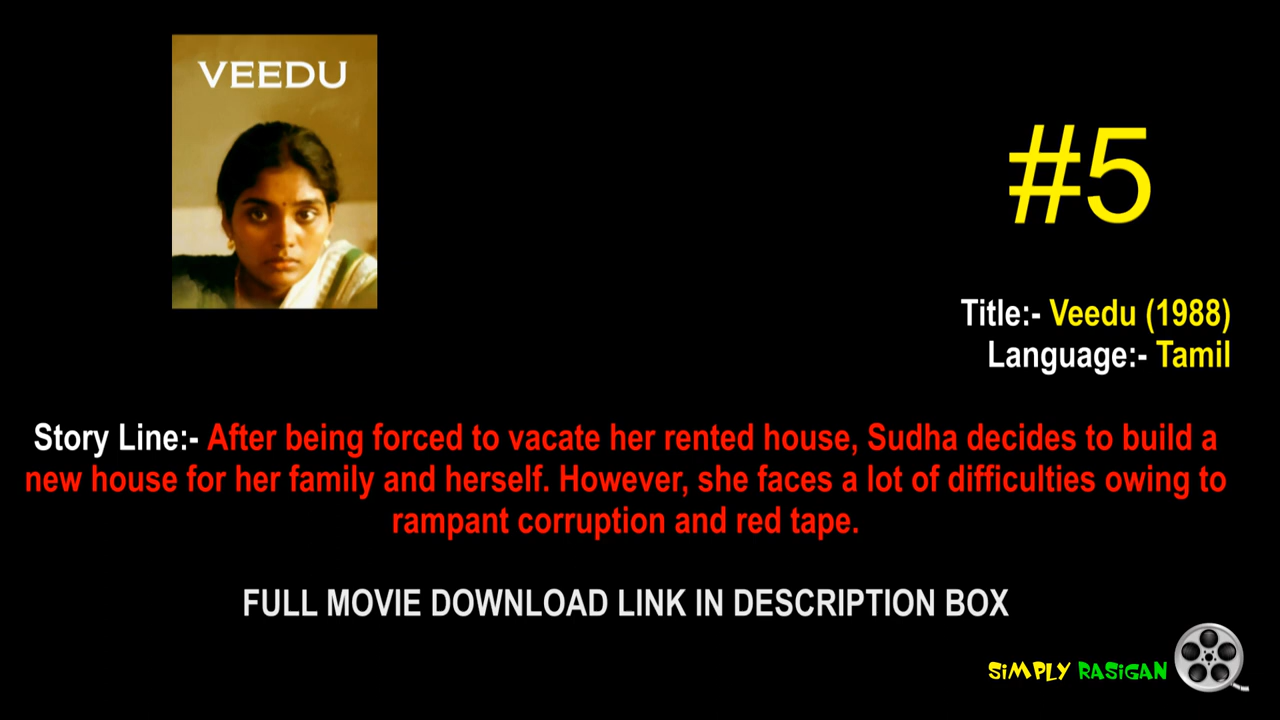 VEEDU
#5
Title:- Veedu (1988)
Language:- Tamil
Story Line:- After being forced to vacate her rented house, Sudha decides to build a
new house for her family and herself. However, she faces a lot of difficulties owing to
rampant corruption and red tape.
FULL MOVIE DOWNLOAD LINK IN DESCRIPTION BOX
SiMPLY RASiGAN